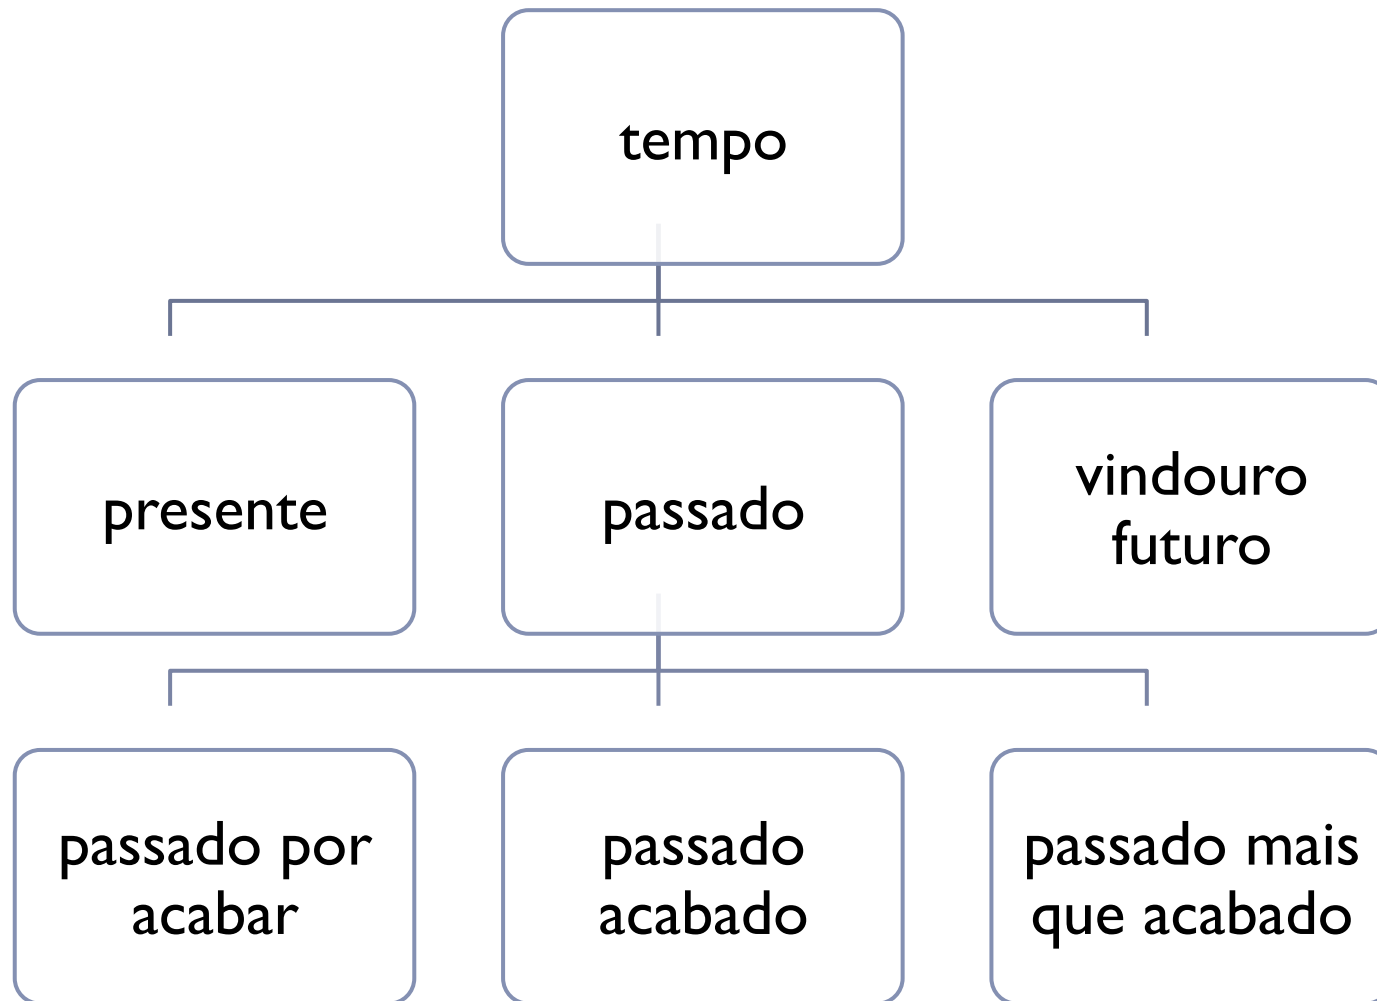 tempo
presente
passado
vindouro
futuro
passado por
acabar
passado
acabado
passado mais
que acabado